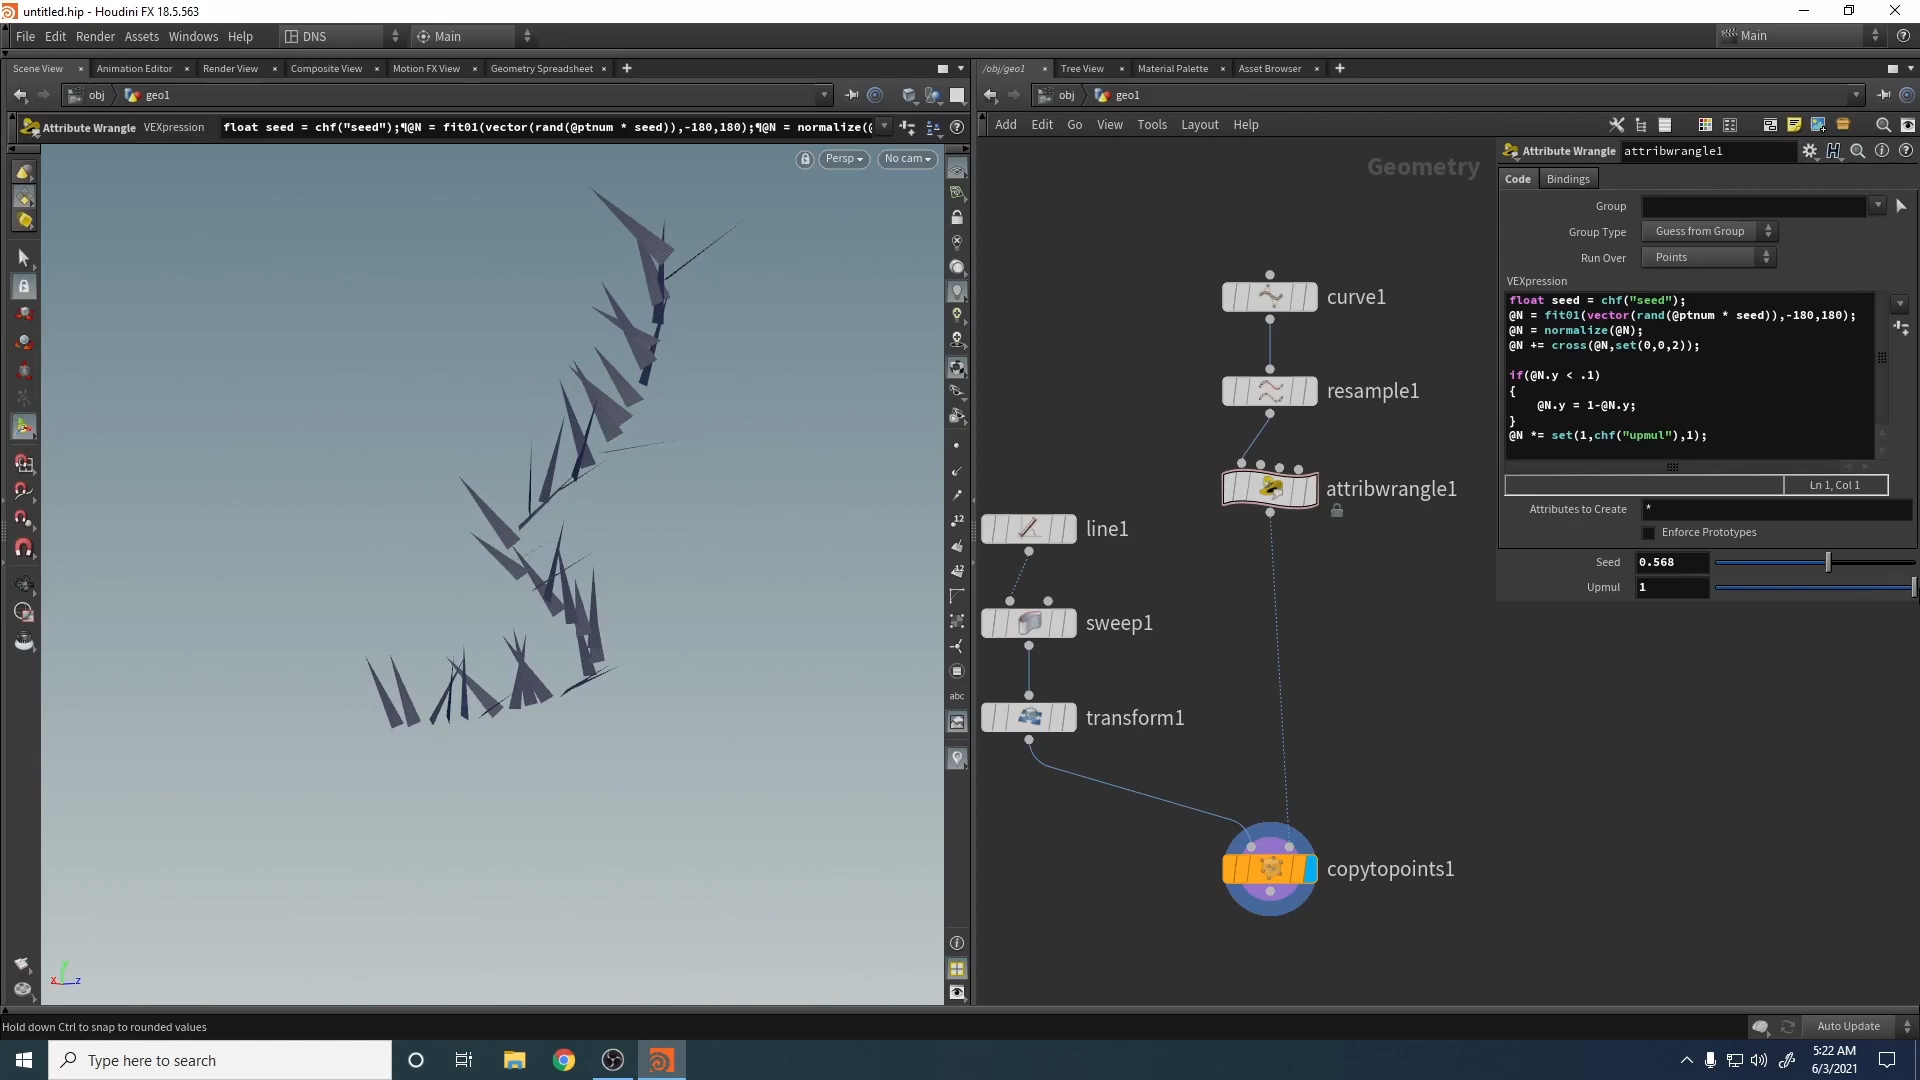 untitled.hip - Houdini FX 18.5.563
File Edit Render Assets Windows Help DNS Main Main
Scene View Animation Editor Render View Composite View Motion FX View Geometry Spreadsheet
obj geo1
Attribute Wrangle VEXpression float seed = chf("seed");¶@N = fit01(vector(rand(@ptnum * seed)),-180,180);¶@N = normalize(@
Persp No cam
12
12
abc
x z
/obj/geo1 Tree View Material Palette Asset Browser
obj geo1
Add Edit Go View Tools Layout Help
Geometry
curve1
resample1
attribwrangle1
line1
sweep1
transform1
copytopoints1
Attribute Wrangle attribwrangle1
Code Bindings
Group
Group Type Guess from Group
Run Over Points
VEXpression
float seed = chf("seed");
@N = fit01(vector(rand(@ptnum * seed)),-180,180);
@N = normalize(@N);
@N += cross(@N,set(0,0,2));
if(@N.y < .1)
{
@N.y = 1-@N.y;
}
@N *= set(1,chf("upmul"),1);
Ln 1, Col 1
Attributes to Create *
Enforce Prototypes
Seed 0.568
Upmul 1
Hold down Ctrl to snap to rounded values
Auto Update
Type here to search
5:22 AM
6/3/2021